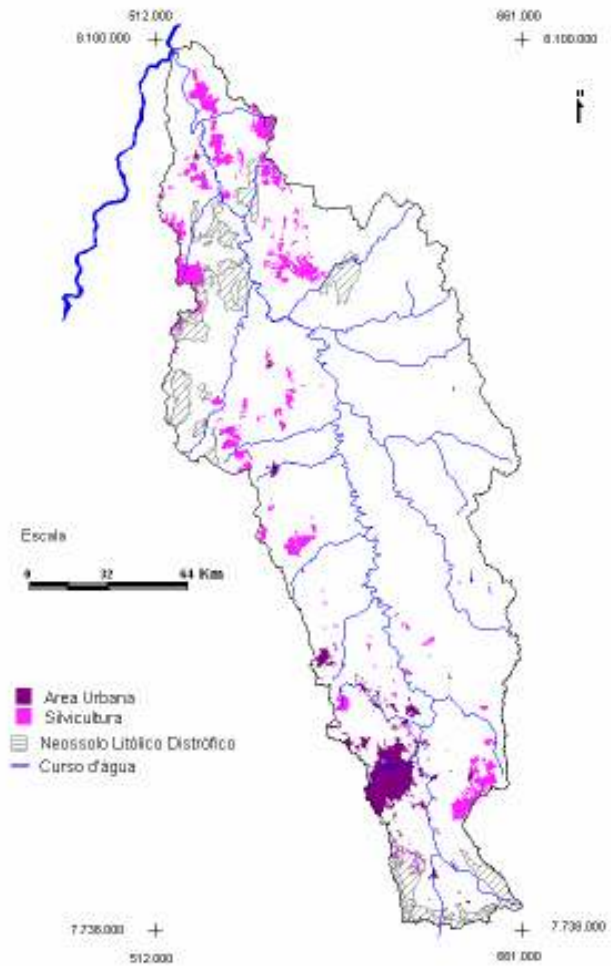 512.000 661.000
8.100.000 8.100.000
Escala
0 32 64 Km
Area Urbana
Silvicultura
Neossolo Litólico Distrófico
Curso d'água
7.738.000 7.738.000
512.000 661.000